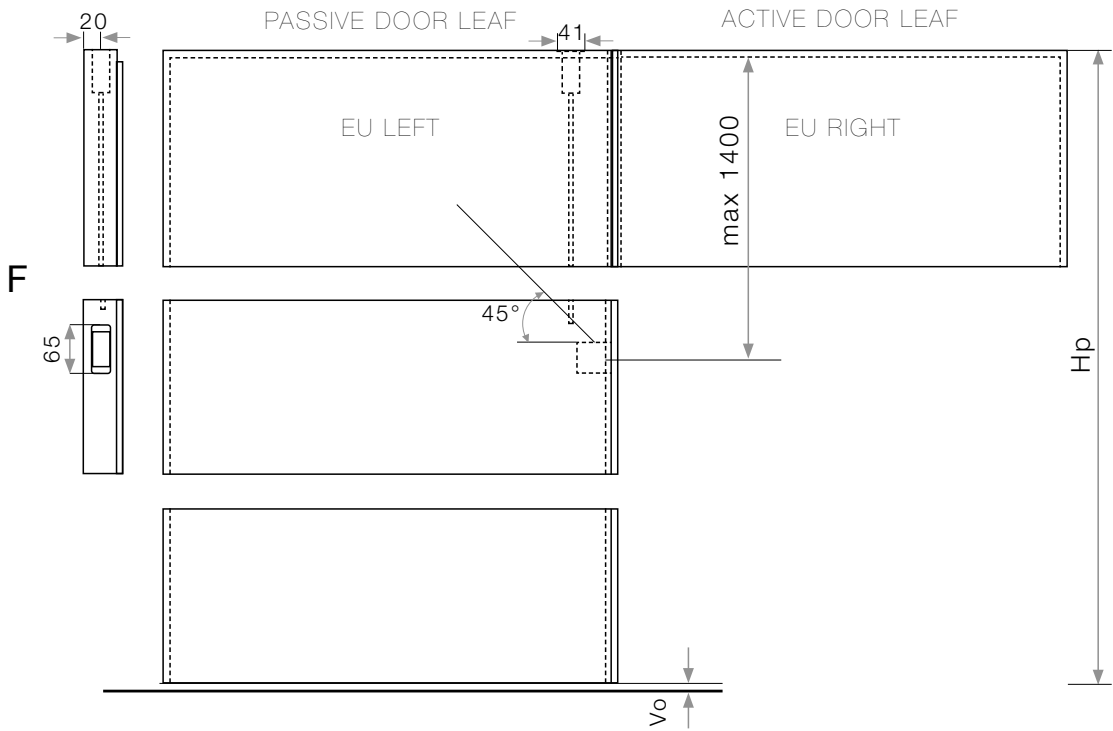 PASSIVE DOOR LEAF
ACTIVE DOOR LEAF
20
41
EU LEFT
EU RIGHT
max 1400
F
45°
65
Hp
Vo